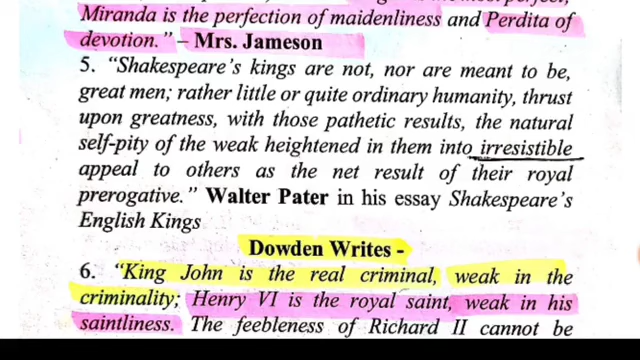 Miranda is the perfection of maidenliness and Perdita of
devotion." – Mrs. Jameson
5. "Shakespeare's kings are not, nor are meant to be,
great men; rather little or quite ordinary humanity, thrust
upon greatness, with those pathetic results, the natural
self-pity of the weak heightened in them into irresistible
appeal to others as the net result of their royal
prerogative." Walter Pater in his essay Shakespeare's
English Kings
Dowden Writes -
6. "King John is the real criminal, weak in the
criminality; Henry VI is the royal saint, weak in his
saintliness. The feebleness of Richard II cannot be